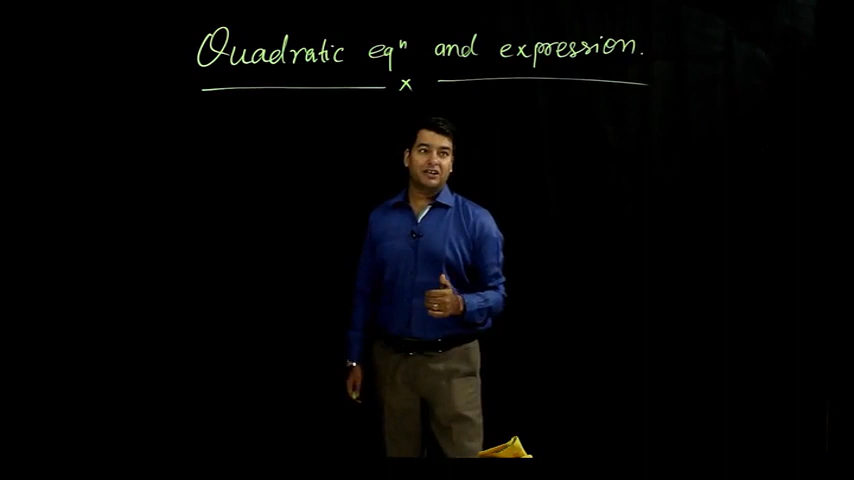 Quadratic eqⁿ and expression.
x